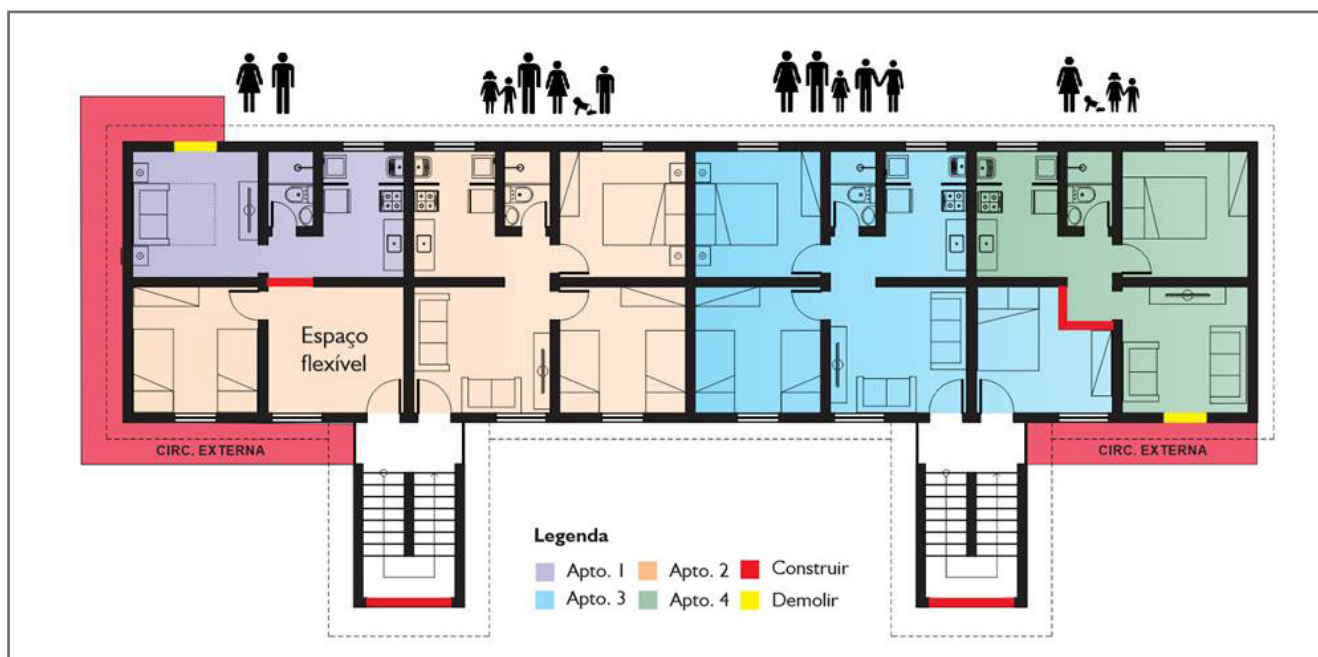 Espaço
flexível
CIRC. EXTERNA
CIRC. EXTERNA
Legenda
Apto. 1
Apto. 2
Construir
Apto. 3
Apto. 4
Demolir